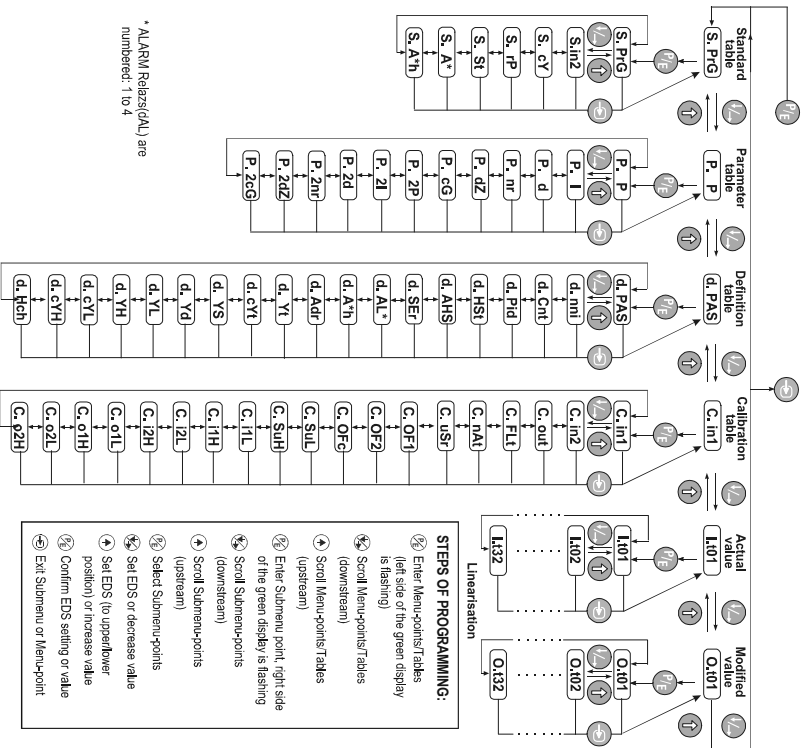 P/E
Standard
table
S. PrG
P/E
S. PrG
S.in2
S. cY
S. rP
S. St
S. A*
S. A*h
* ALARM Relazs(dAL) are
numbered: 1 to 4
Parameter
table
P. P
P/E
P. P
P. I
P. d
P. nr
P. dZ
P. cG
P. 2P
P. 2I
P. 2d
P. 2nr
P. 2dZ
P. 2cG
Definition
table
d. PAS
P/E
d. PAS
d. nni
d. Cnt
d. Pid
d. HSt
d. AHS
d. SEr
d. AL*
d. A*h
d. Adr
d. Yt
d. cYt
d. YS
d. Yd
d. YL
d. YH
d. cYL
d. cYH
d. Hch
Calibration
table
C. in1
P/E
C. in1
C. in2
C. out
C. FLt
C. nAt
C. uSr
C. OF1
C. OF2
C. OFc
C. SuL
C. SuH
C. i1L
C. i1H
C. i2L
C. i2H
C. o1L
C. o1H
C. o2L
C. o2H
Actual
value
I.t01
P/E
I.t01
I.t02
I.t32
Modified
value
O.t01
P/E
O.t01
O.t02
O.t32
Linearisation
STEPS OF PROGRAMMING:
P/E Enter Menu-points/Tables
(left side of the green display
is flashing)
Scroll Menu-points/Tables
(downstream)
Scroll Menu-points/Tables
(upstream)
P/E Enter Submenu point, right side
of the green display is flashing
Scroll Submenu-points
(downstream)
Scroll Submenu-points
(upstream)
P/E Select Submenu-points
Set EDS or decrease value
Set EDS (to upper/lower
position) or increase value
P/E Confirm EDS setting or value
Exit Submenu or Menu-point